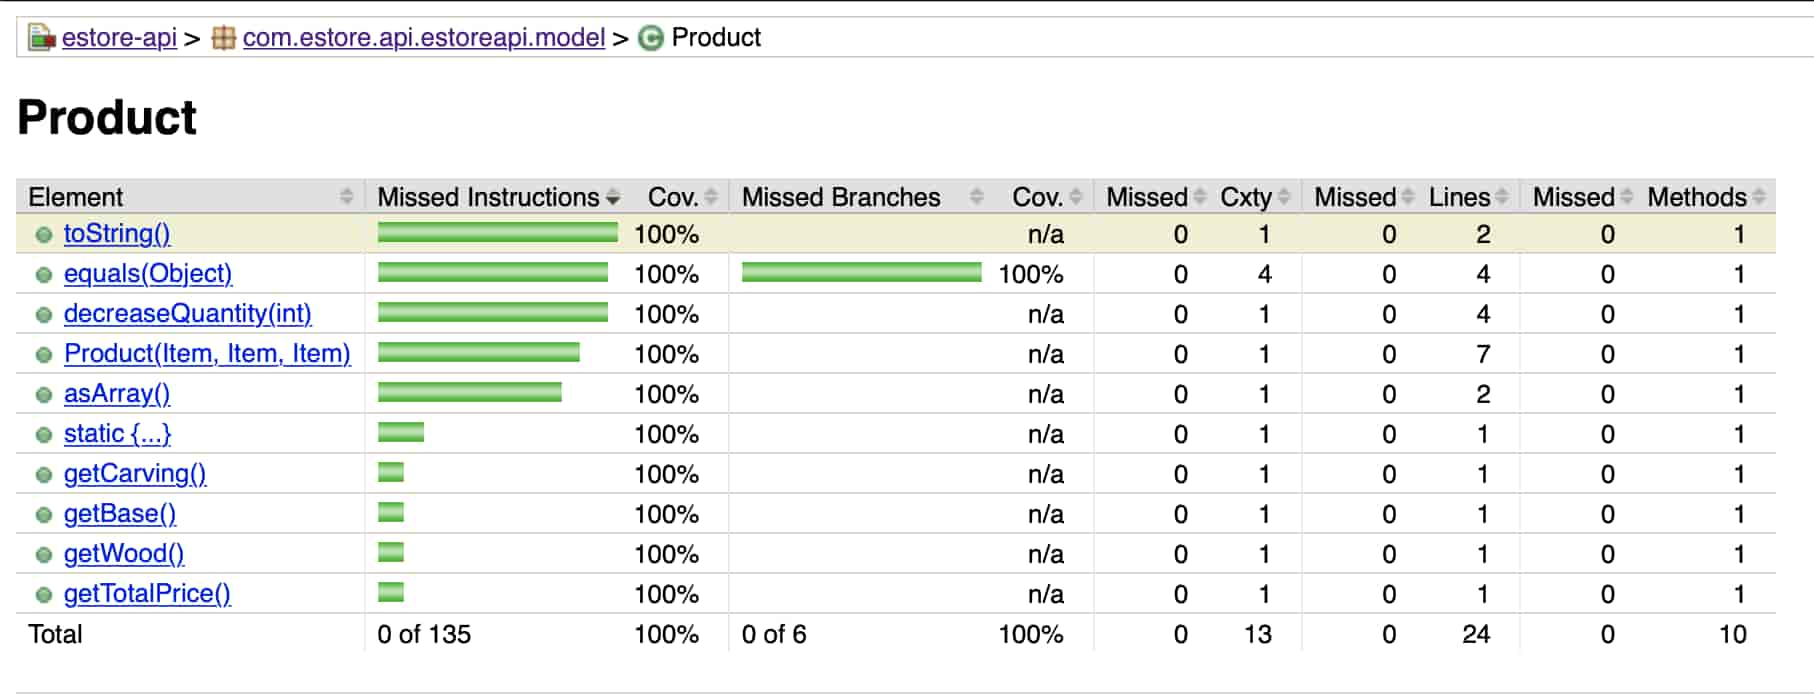 estore-api > com.estore.api.estoreapi.model > C Product
Product
Element Missed Instructions Cov. Missed Branches Cov. Missed Cxty Missed Lines Missed Methods
toString() 100% n/a 0 1 0 2 0 1
equals(Object) 100% 100% 0 4 0 4 0 1
decreaseQuantity(int) 100% n/a 0 1 0 4 0 1
Product(Item, Item, Item) 100% n/a 0 1 0 7 0 1
asArray() 100% n/a 0 1 0 2 0 1
static {...} 100% n/a 0 1 0 1 0 1
getCarving() 100% n/a 0 1 0 1 0 1
getBase() 100% n/a 0 1 0 1 0 1
getWood() 100% n/a 0 1 0 1 0 1
getTotalPrice() 100% n/a 0 1 0 1 0 1
Total 0 of 135 100% 0 of 6 100% 0 13 0 24 0 10